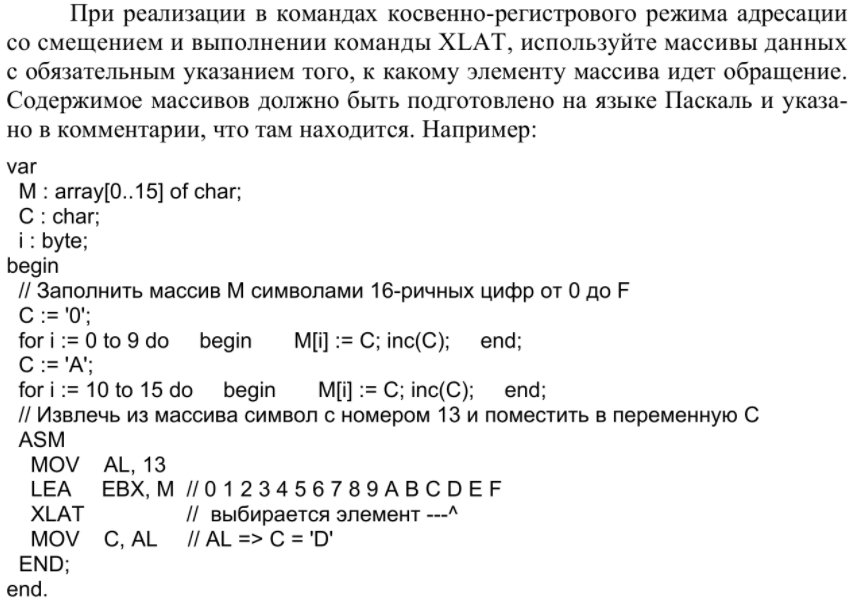 При реализации в командах косвенно-регистрового режима адресации
со смещением и выполнении команды XLAT, используйте массивы данных
с обязательным указанием того, к какому элементу массива идет обращение.
Содержимое массивов должно быть подготовлено на языке Паскаль и указа-
но в комментарии, что там находится. Например:
var
M : array[0..15] of char;
C : char;
i : byte;
begin
// Заполнить массив M символами 16-ричных цифр от 0 до F
C := '0';
for i := 0 to 9 do begin M[i] := C; inc(C); end;
C := 'A';
for i := 10 to 15 do begin M[i] := C; inc(C); end;
// Извлечь из массива символ с номером 13 и поместить в переменную C
ASM
MOV AL, 13
LEA EBX, M // 0 1 2 3 4 5 6 7 8 9 A B C D E F
XLAT // выбирается элемент ---^
MOV C, AL // AL => C = 'D'
END;
end.